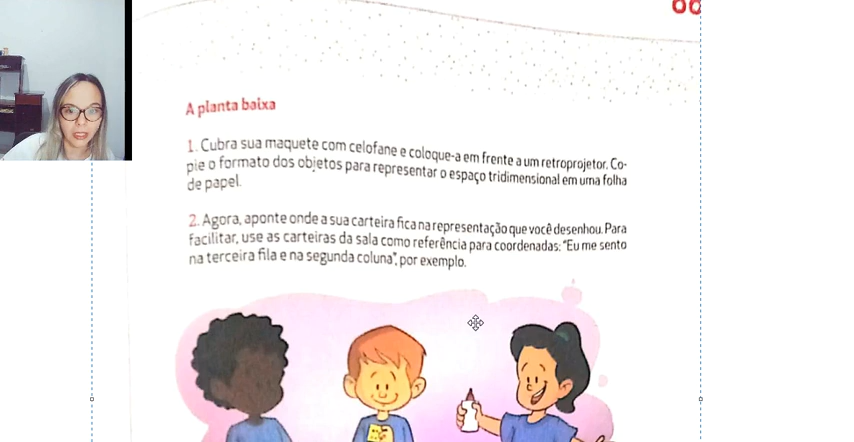 A planta baixa
1. Cubra sua maquete com celofane e coloque-a em frente a um retroprojetor. Co-
pie o formato dos objetos para representar o espaço tridimensional em uma folha
de papel.
2. Agora, aponte onde a sua carteira fica na representação que você desenhou. Para
facilitar, use as carteiras da sala como referência para coordenadas: "Eu me sento
na terceira fila e na segunda coluna", por exemplo.